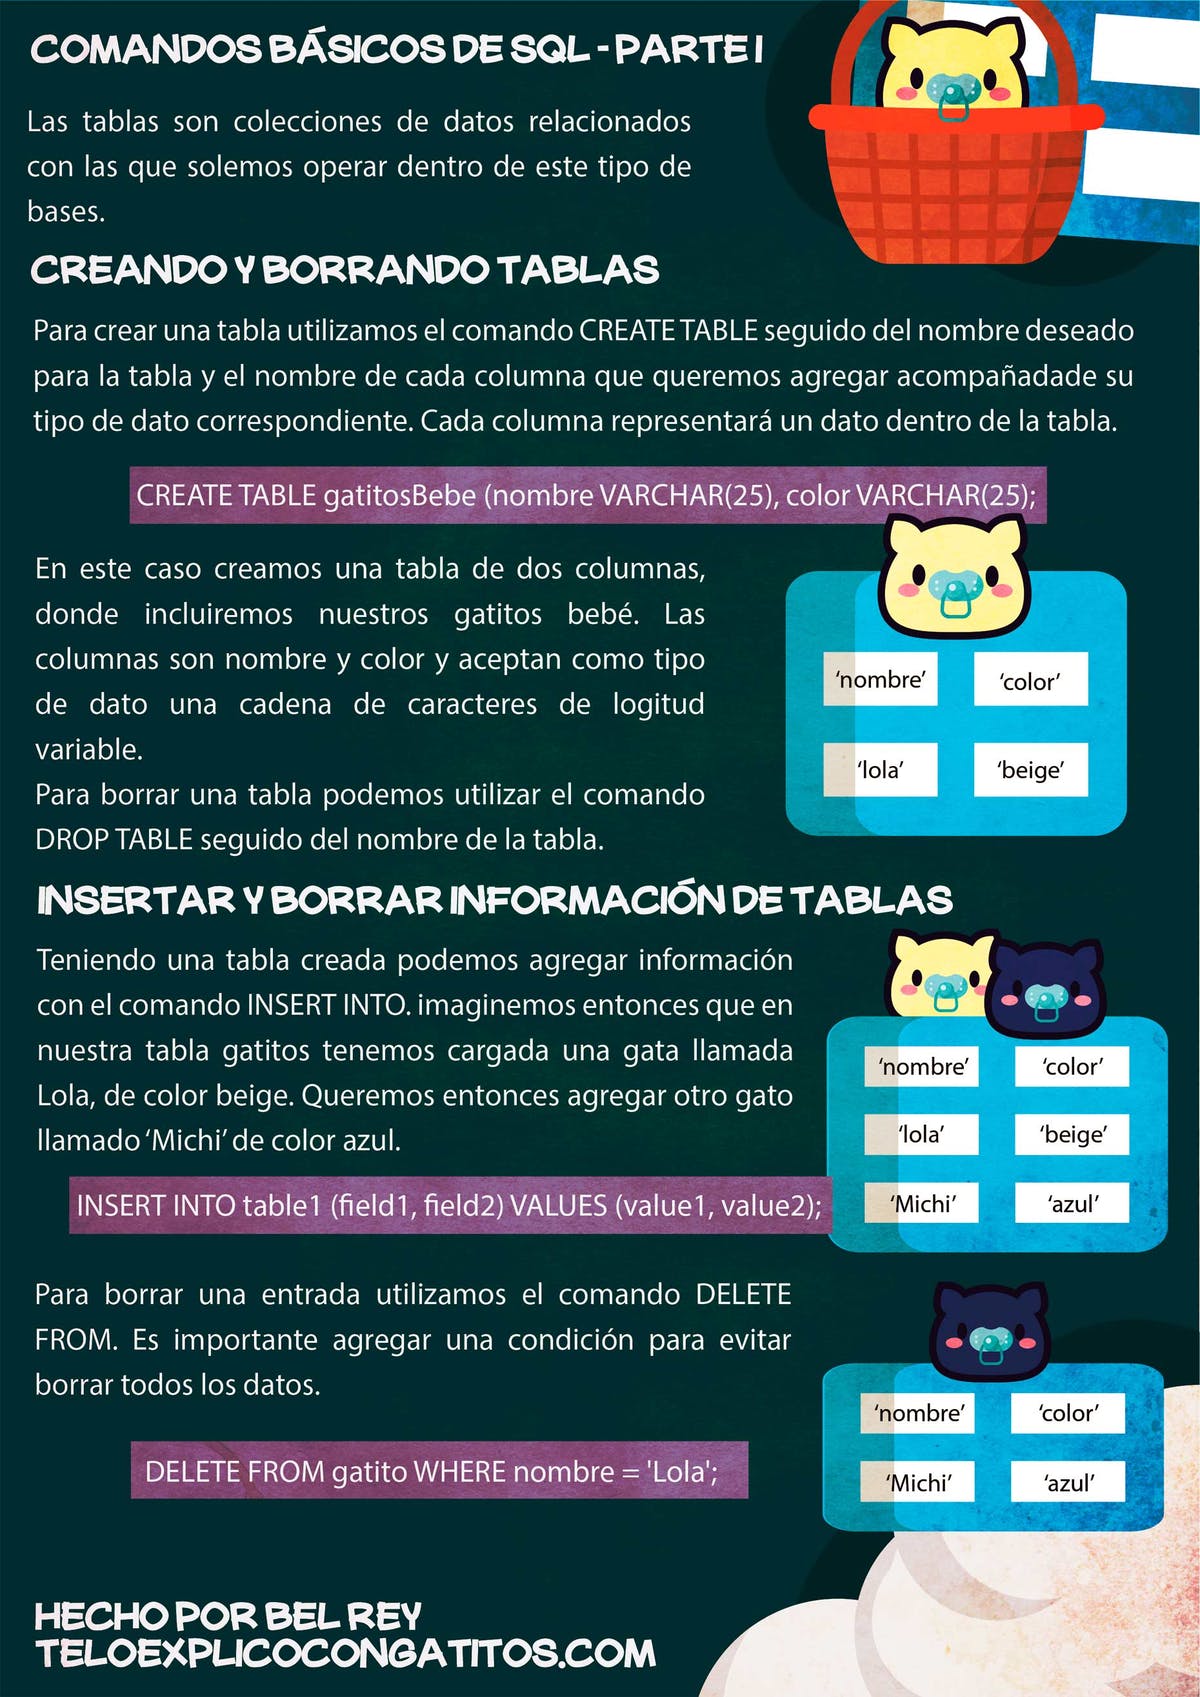 COMANDOS BÁSICOS DE SQL - PARTE I
Las tablas son colecciones de datos relacionados
con las que solemos operar dentro de este tipo de
bases.
CREANDO Y BORRANDO TABLAS
Para crear una tabla utilizamos el comando CREATE TABLE seguido del nombre deseado
para la tabla y el nombre de cada columna que queremos agregar acompañadade su
tipo de dato correspondiente. Cada columna representará un dato dentro de la tabla.
CREATE TABLE gatitosBebe (nombre VARCHAR(25), color VARCHAR(25);
En este caso creamos una tabla de dos columnas,
donde incluiremos nuestros gatitos bebé. Las
columnas son nombre y color y aceptan como tipo
de dato una cadena de caracteres de logitud
variable.
Para borrar una tabla podemos utilizar el comando
DROP TABLE seguido del nombre de la tabla.
‘nombre’ ‘color’
‘lola’ ‘beige’
INSERTAR Y BORRAR INFORMACIÓN DE TABLAS
Teniendo una tabla creada podemos agregar información
con el comando INSERT INTO. imaginemos entonces que en
nuestra tabla gatitos tenemos cargada una gata llamada
Lola, de color beige. Queremos entonces agregar otro gato
llamado ‘Michi’ de color azul.
‘nombre’ ‘color’
‘lola’ ‘beige’
‘Michi’ ‘azul’
INSERT INTO table1 (field1, field2) VALUES (value1, value2);
Para borrar una entrada utilizamos el comando DELETE
FROM. Es importante agregar una condición para evitar
borrar todos los datos.
DELETE FROM gatito WHERE nombre = 'Lola';
‘nombre’ ‘color’
‘Michi’ ‘azul’
HECHO POR BEL REY
TELOEXPLICOCONGATITOS.COM